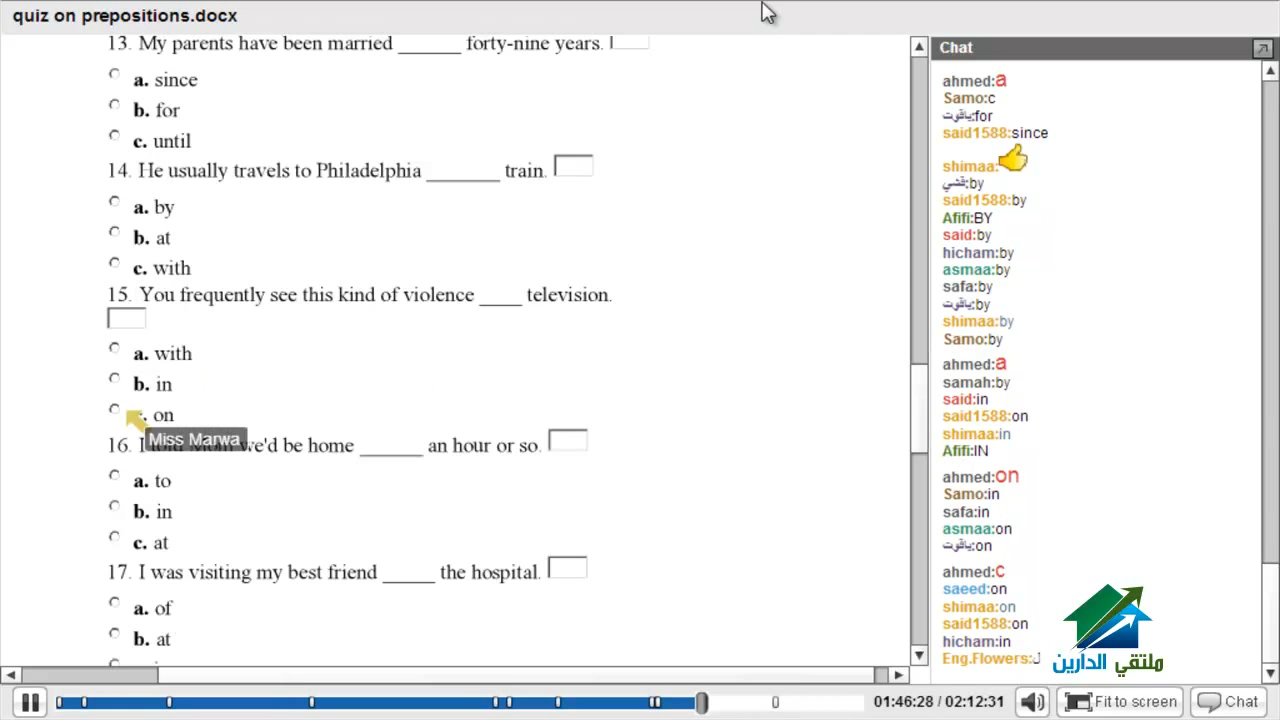 quiz on prepositions.docx
13. My parents have been married ______ forty-nine years.
a. since
b. for
c. until
14. He usually travels to Philadelphia _______ train.
a. by
b. at
c. with
15. You frequently see this kind of violence ____ television.
a. with
b. in
c. on
Miss Marwa
16. I told Mom we'd be home ______ an hour or so.
a. to
b. in
c. at
17. I was visiting my best friend _____ the hospital.
a. of
b. at
Chat
ahmed:a
Samo:c
ياقوت:for
said1588:since
shimaa:
قسي:by
said1588:by
Afifi:BY
said:by
hicham:by
asmaa:by
safa:by
ياقوت:by
shimaa:by
Samo:by
ahmed:a
samah:by
said:in
said1588:on
shimaa:in
Afifi:IN
ahmed:on
Samo:in
safa:in
asmaa:on
ياقوت:on
ahmed:c
saeed:on
shimaa:on
said1588:on
hicham:in
Eng.Flowers:ل
ملتقي الدارين
01:46:28 / 02:12:31
Fit to screen
Chat